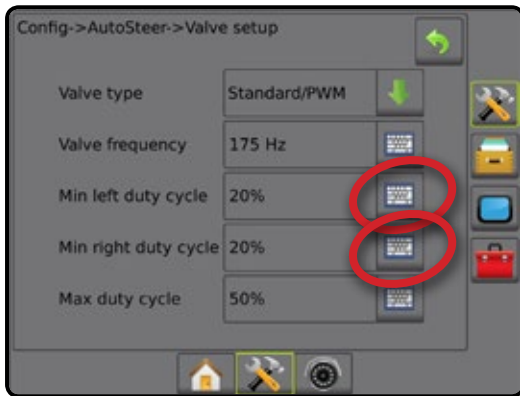 Config->AutoSteer->Valve setup
Valve type Standard/PWM
Valve frequency 175 Hz
Min left duty cycle 20%
Min right duty cycle 20%
Max duty cycle 50%